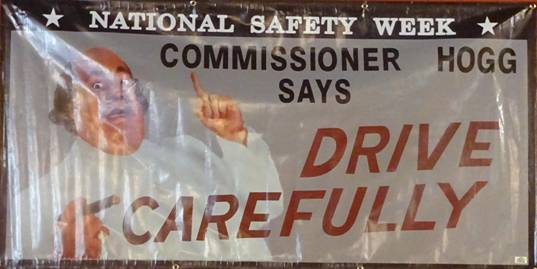 ★ NATIONAL SAFETY WEEK ★
COMMISSIONER HOGG
SAYS
DRIVE
CAREFULLY